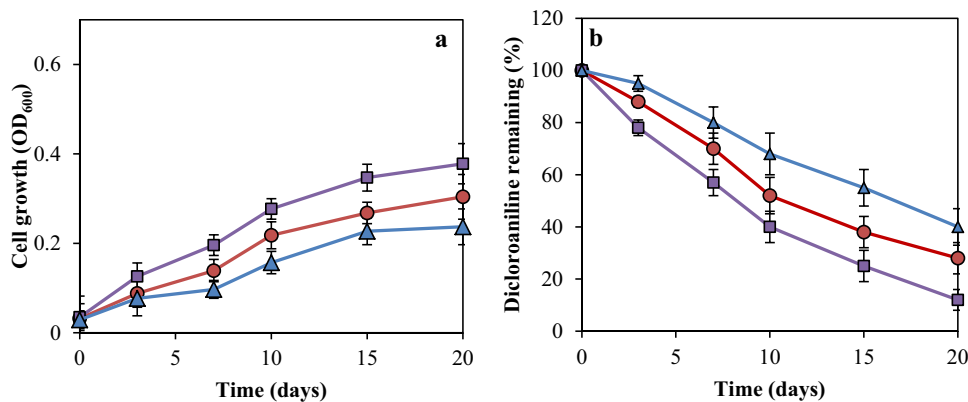 a
Cell growth (OD600)
0.6
0.4
0.2
0
0 5 10 15 20
Time (days)
b
Dicloroaniline remaining (%)
120
100
80
60
40
20
0
0 5 10 15 20
Time (days)